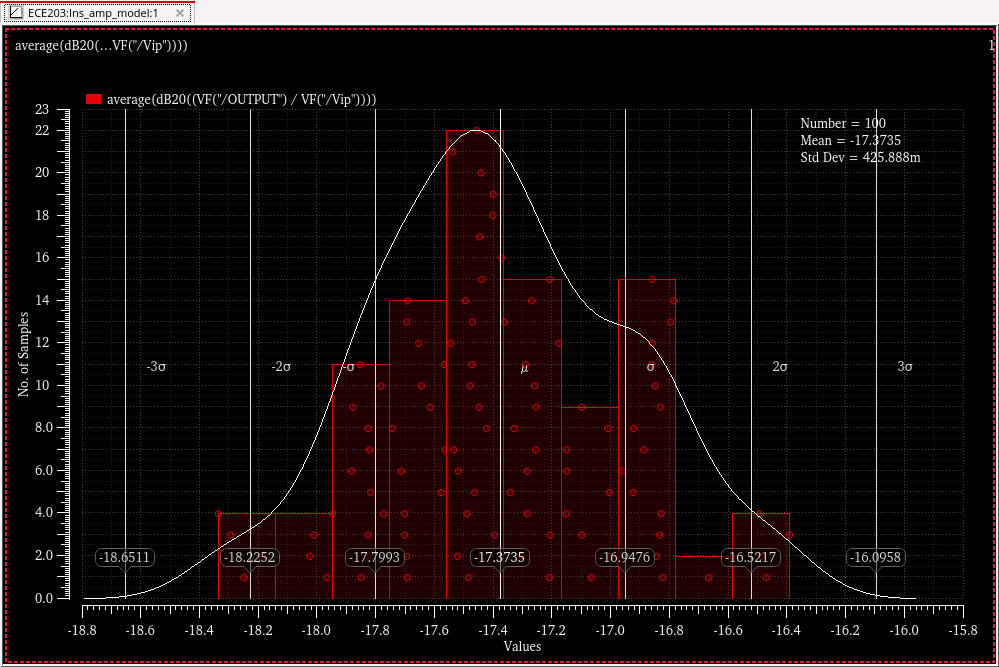 ECE203:Ins_amp_model:1
average(dB20(...VF("/Vip"))))
1
average(dB20((VF("/OUTPUT") / VF("/Vip"))))
Number = 100
Mean = -17.3735
Std Dev = 425.888m
23
22
20
18
16
14
12
10
8.0
6.0
4.0
2.0
0.0
No. of Samples
-3σ
-2σ
-σ
μ
σ
2σ
3σ
-18.6511
-18.2252
-17.7993
-17.3735
-16.9476
-16.5217
-16.0958
-18.8
-18.6
-18.4
-18.2
-18.0
-17.8
-17.6
-17.4
-17.2
-17.0
-16.8
-16.6
-16.4
-16.2
-16.0
-15.8
Values